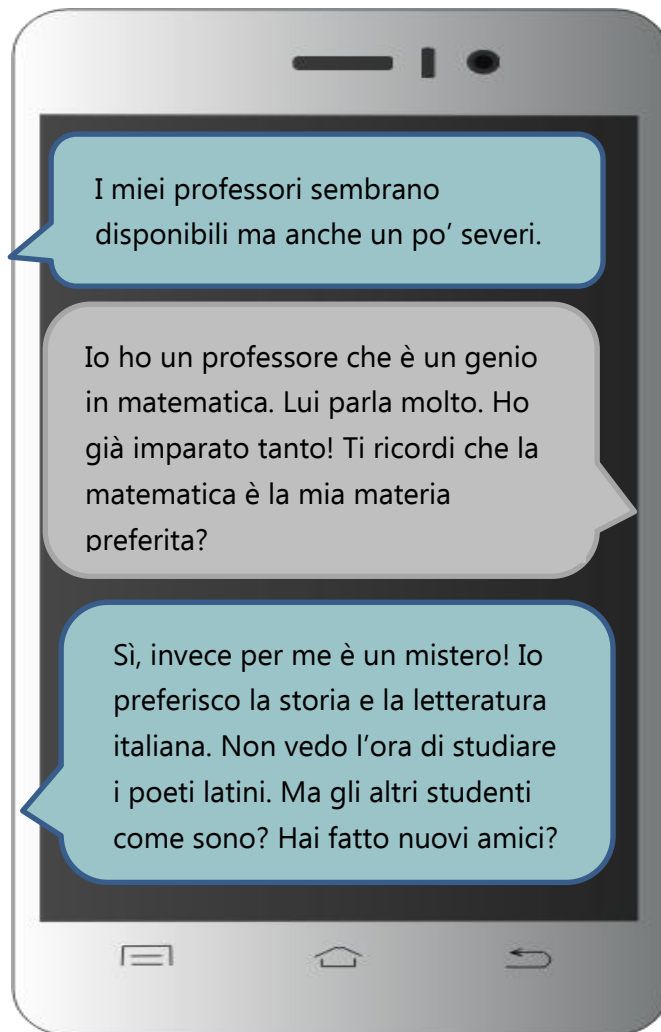 I miei professori sembrano
disponibili ma anche un po’ severi.
Io ho un professore che è un genio
in matematica. Lui parla molto. Ho
già imparato tanto! Ti ricordi che la
matematica è la mia materia
preferita?
Sì, invece per me è un mistero! Io
preferisco la storia e la letteratura
italiana. Non vedo l’ora di studiare
i poeti latini. Ma gli altri studenti
come sono? Hai fatto nuovi amici?